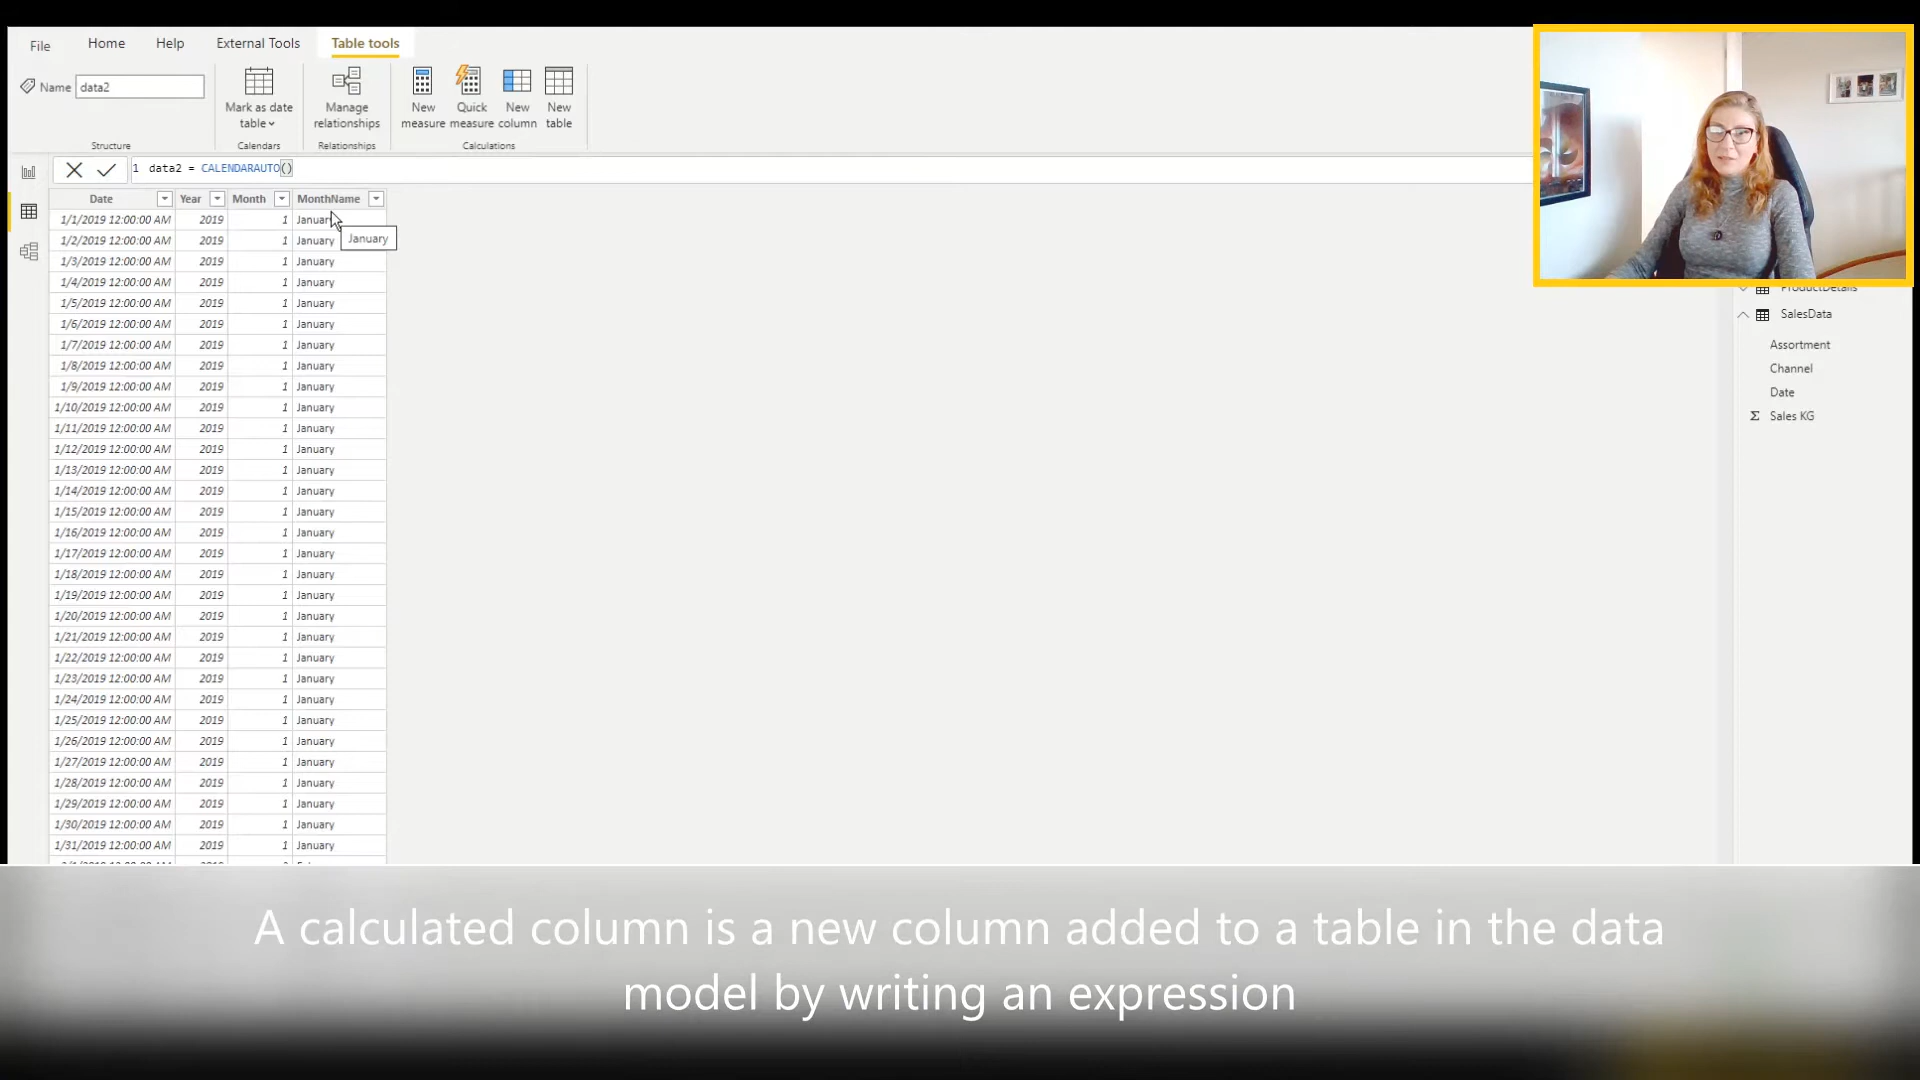 File Home Help External Tools Table tools
Name data2
Mark as date table
Manage relationships
New measure
Quick measure
New column
New table
Structure Calendars Relationships Calculations
1 data2 = CALENDARAUTO()
Date Year Month MonthName
1/1/2019 12:00:00 AM 2019 1 January
January
1/2/2019 12:00:00 AM 2019 1 January
1/3/2019 12:00:00 AM 2019 1 January
1/4/2019 12:00:00 AM 2019 1 January
1/5/2019 12:00:00 AM 2019 1 January
1/6/2019 12:00:00 AM 2019 1 January
1/7/2019 12:00:00 AM 2019 1 January
1/8/2019 12:00:00 AM 2019 1 January
1/9/2019 12:00:00 AM 2019 1 January
1/10/2019 12:00:00 AM 2019 1 January
1/11/2019 12:00:00 AM 2019 1 January
1/12/2019 12:00:00 AM 2019 1 January
1/13/2019 12:00:00 AM 2019 1 January
1/14/2019 12:00:00 AM 2019 1 January
1/15/2019 12:00:00 AM 2019 1 January
1/16/2019 12:00:00 AM 2019 1 January
1/17/2019 12:00:00 AM 2019 1 January
1/18/2019 12:00:00 AM 2019 1 January
1/19/2019 12:00:00 AM 2019 1 January
1/20/2019 12:00:00 AM 2019 1 January
1/21/2019 12:00:00 AM 2019 1 January
1/22/2019 12:00:00 AM 2019 1 January
1/23/2019 12:00:00 AM 2019 1 January
1/24/2019 12:00:00 AM 2019 1 January
1/25/2019 12:00:00 AM 2019 1 January
1/26/2019 12:00:00 AM 2019 1 January
1/27/2019 12:00:00 AM 2019 1 January
1/28/2019 12:00:00 AM 2019 1 January
1/29/2019 12:00:00 AM 2019 1 January
1/30/2019 12:00:00 AM 2019 1 January
1/31/2019 12:00:00 AM 2019 1 January
ProductDetails
SalesData
Assortment
Channel
Date
Σ Sales KG
A calculated column is a new column added to a table in the data
model by writing an expression